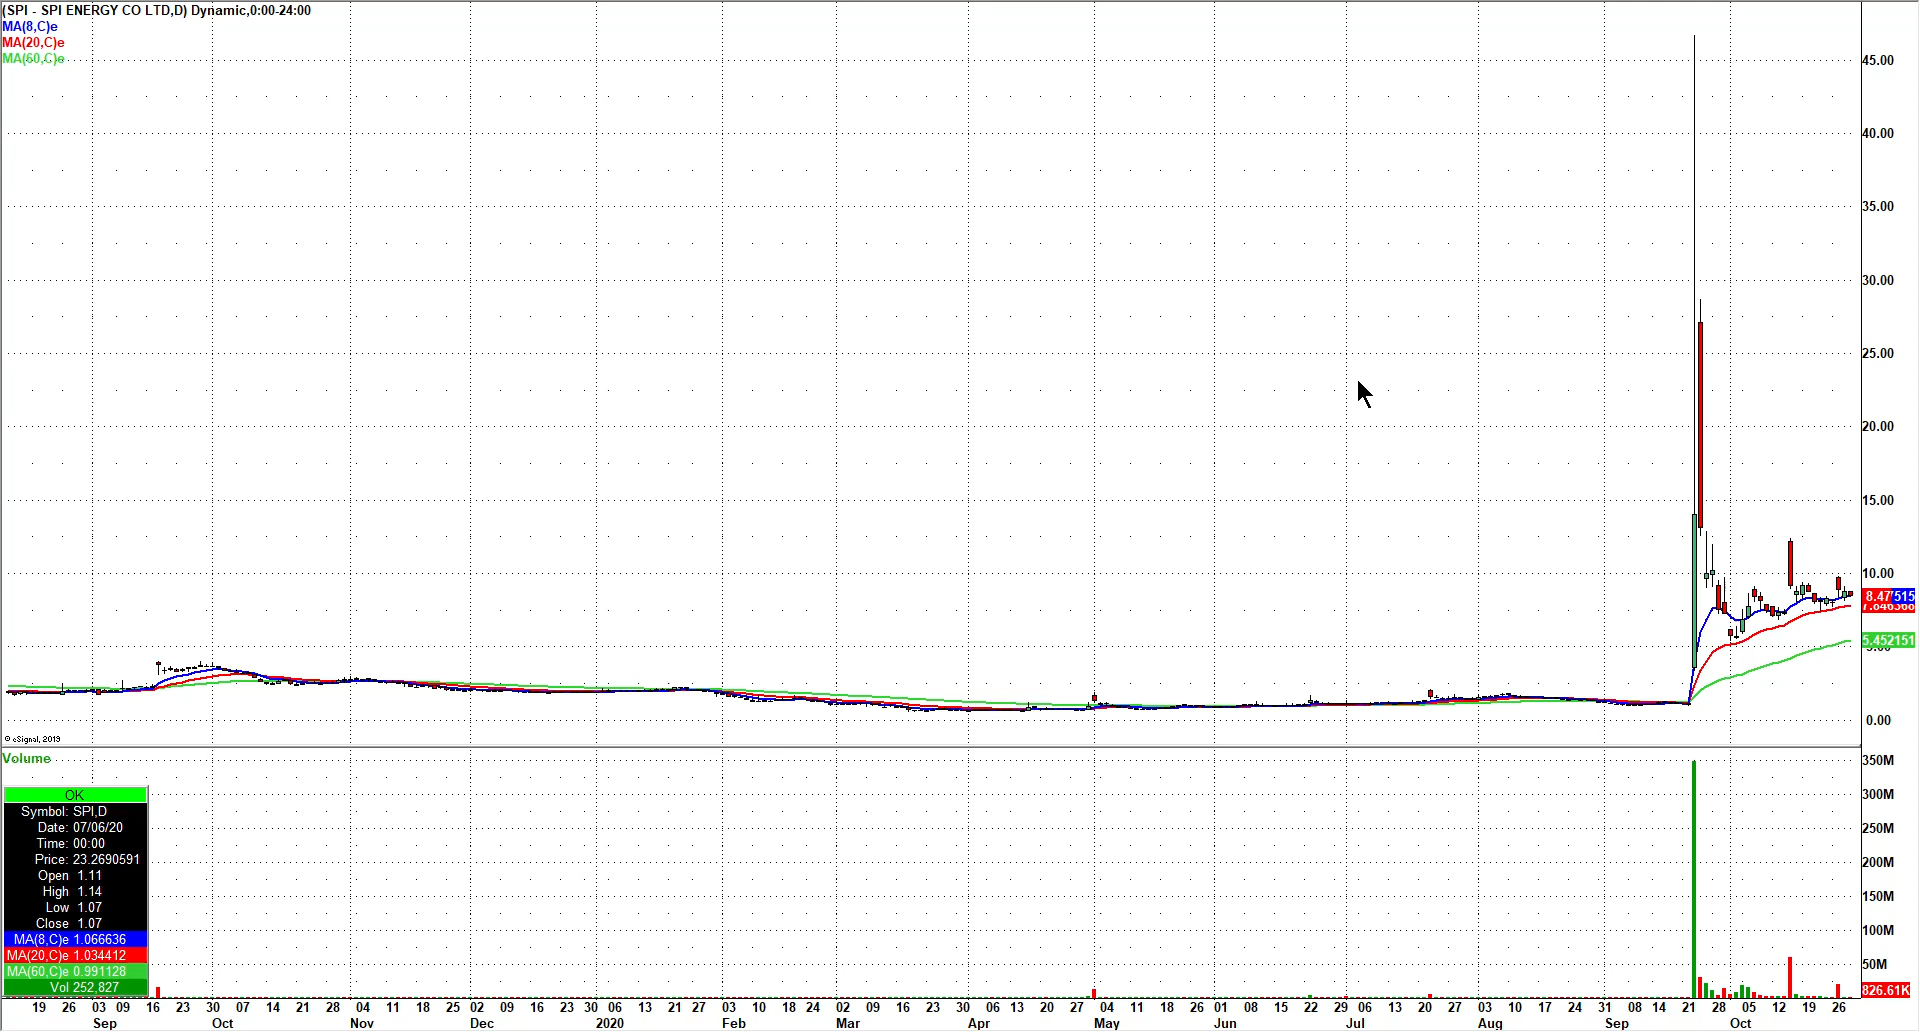 (SPI - SPI ENERGY CO LTD,D) Dynamic,0:00-24:00
MA(8,C)e
MA(20,C)e
MA(60,C)e
45.00
40.00
35.00
30.00
25.00
20.00
15.00
10.00
8.47
515
7.846368
5.452151
5.00
0.00
© eSignal, 2019
Volume
350M
300M
250M
200M
150M
100M
50M
826.61K
OK
Symbol: SPI,D
Date: 07/06/20
Time: 00:00
Price: 23.2690591
Open 1.11
High 1.14
Low 1.07
Close 1.07
MA(8,C)e 1.066636
MA(20,C)e 1.034412
MA(60,C)e 0.991128
Vol 252,827
19 26 03 09 16 23 30 07 14 21 28 04 11 18 25 02 09 16 23 30 06 13 21 27 03 10 18 24 02 09 16 23 30 06 13 20 27 04 11 18 26 01 08 15 22 29 06 13 20 27 03 10 17 24 31 08 14 21 28 05 12 19 26
Sep Oct Nov Dec 2020 Feb Mar Apr May Jun Jul Aug Sep Oct